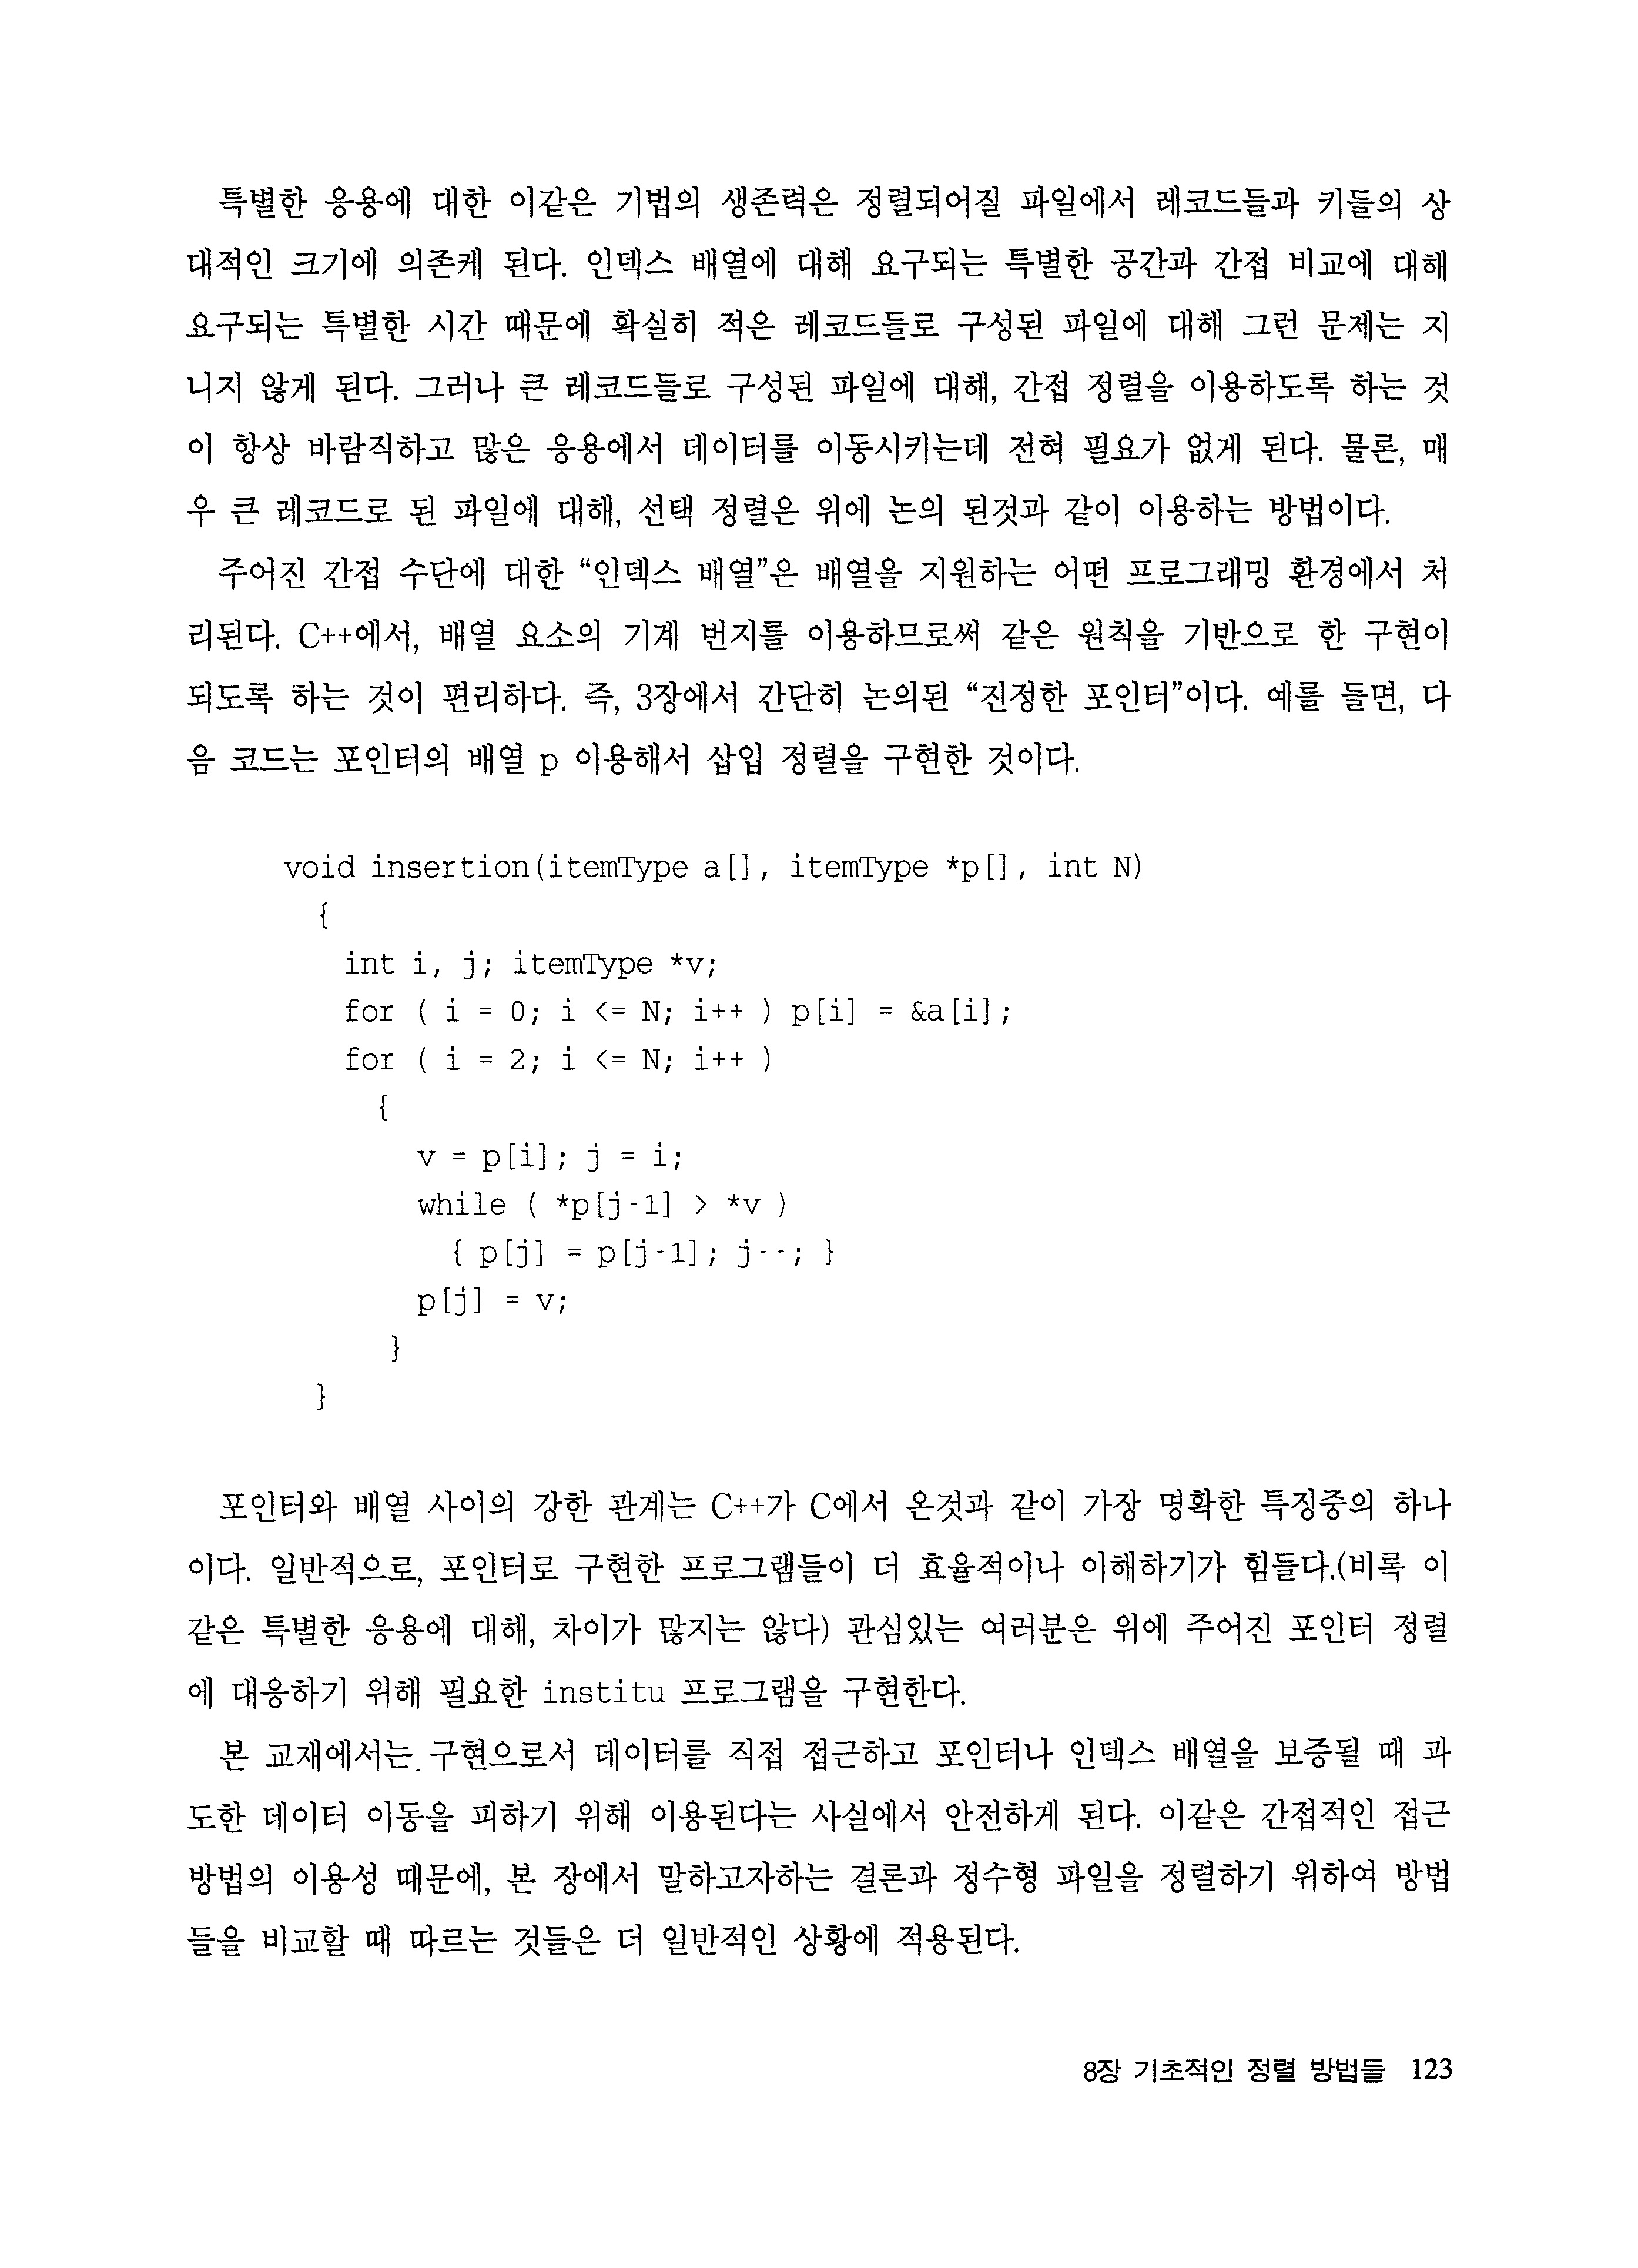 특별한 응용에 대한 이같은 기법의 생존력은 정렬되어질 파일에서 레코드들과 키들의 상
대적인 크기에 의존케 된다. 인덱스 배열에 대해 요구되는 특별한 공간과 간접 비교에 대해
요구되는 특별한 시간 때문에 확실히 적은 레코드들로 구성된 파일에 대해 그런 문제는 지
니지 않게 된다. 그러나 큰 레코드들로 구성된 파일에 대해, 간접 정렬을 이용하도록 하는 것
이 항상 바람직하고 많은 응용에서 데이터를 이동시키는데 전혀 필요가 없게 된다. 물론, 매
우 큰 레코드로 된 파일에 대해, 선택 정렬은 위에 논의 된것과 같이 이용하는 방법이다.
주어진 간접 수단에 대한 “인덱스 배열”은 배열을 지원하는 어떤 프로그래밍 환경에서 처
리된다. C++에서, 배열 요소의 기계 번지를 이용하므로써 같은 원칙을 기반으로 한 구현이
되도록 하는 것이 편리하다. 즉, 3장에서 간단히 논의된 “진정한 포인터”이다. 예를 들면, 다
음 코드는 포인터의 배열 p 이용해서 삽입 정렬을 구현한 것이다.
void insertion(itemType a[], itemType *p[], int N)
{
int i, j; itemType *v;
for ( i = 0; i <= N; i++ ) p[i] = &a[i];
for ( i = 2; i <= N; i++ )
{
v = p[i]; j = i;
while ( *p[j-1] > *v )
{ p[j] = p[j-1]; j--; }
p[j] = v;
}
}
포인터와 배열 사이의 강한 관계는 C++가 C에서 온것과 같이 가장 명확한 특징중의 하나
이다. 일반적으로, 포인터로 구현한 프로그램들이 더 효율적이나 이해하기가 힘들다.(비록 이
같은 특별한 응용에 대해, 차이가 많지는 않다) 관심있는 여러분은 위에 주어진 포인터 정렬
에 대응하기 위해 필요한 institu 프로그램을 구현한다.
본 교재에서는. 구현으로서 데이터를 직접 접근하고 포인터나 인덱스 배열을 보증될 때 과
도한 데이터 이동을 피하기 위해 이용된다는 사실에서 안전하게 된다. 이같은 간접적인 접근
방법의 이용성 때문에, 본 장에서 말하고자하는 결론과 정수형 파일을 정렬하기 위하여 방법
들을 비교할 때 따르는 것들은 더 일반적인 상황에 적용된다.
8장 기초적인 정렬 방법들 123